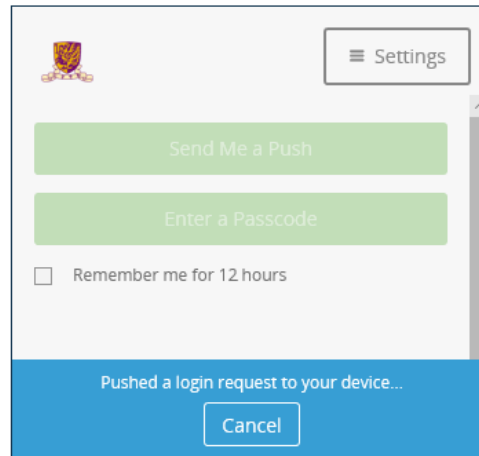 Settings
Send Me a Push
Enter a Passcode
Remember me for 12 hours
Pushed a login request to your device...
Cancel